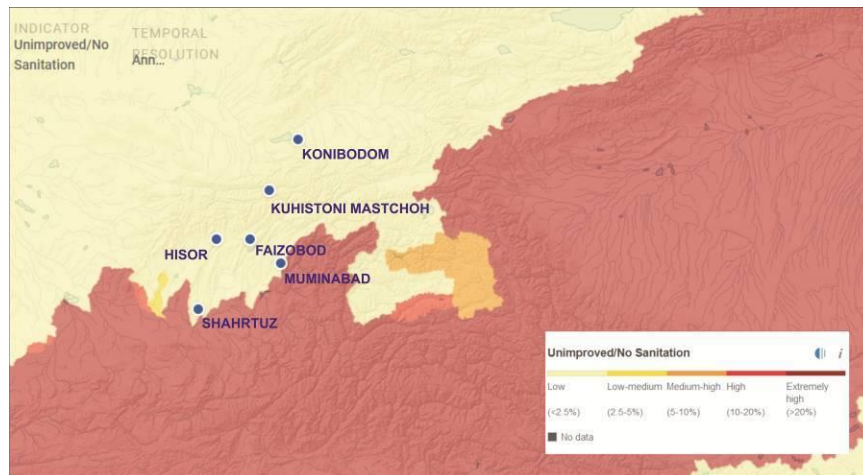 INDICATOR
Unimproved/No
Sanitation
TEMPORAL
RESOLUTION
Ann...
KONIBODOM
KUHISTONI MASTCHOH
HISOR
FAIZOBOD
MUMINABAD
SHAHRTUZ
Unimproved/No Sanitation i
Low Low-medium Medium-high High Extremely
high
(<2.5%) (2.5-5%) (5-10%) (10-20%) (>20%)
No data